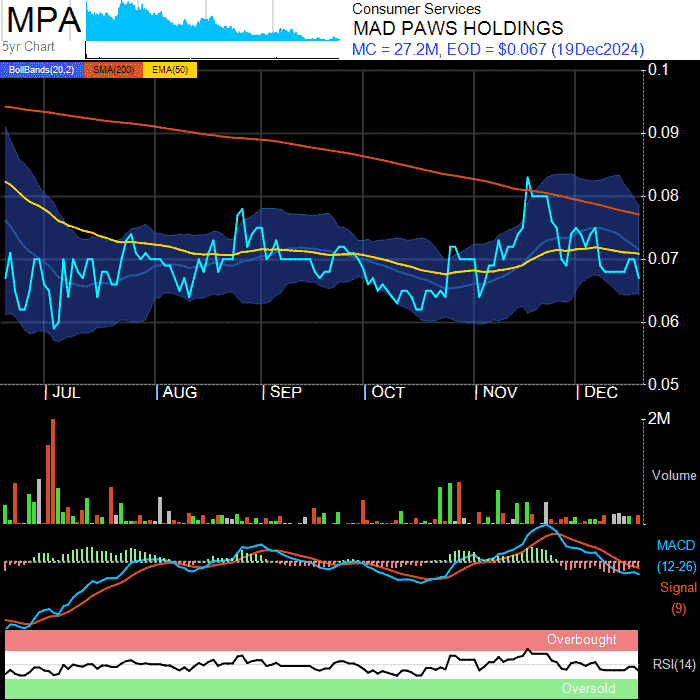 MPA
5yr Chart
Consumer Services
MAD PAWS HOLDINGS
MC = 27.2M, EOD = $0.067 (19Dec2024)
BollBands(20,2) SMA(200) EMA(50)
0.1
0.09
0.08
0.07
0.06
0.05
| JUL | AUG | SEP | OCT | NOV | DEC
2M
Volume
MACD
(12-26)
Signal
(9)
Overbought
RSI(14)
Oversold